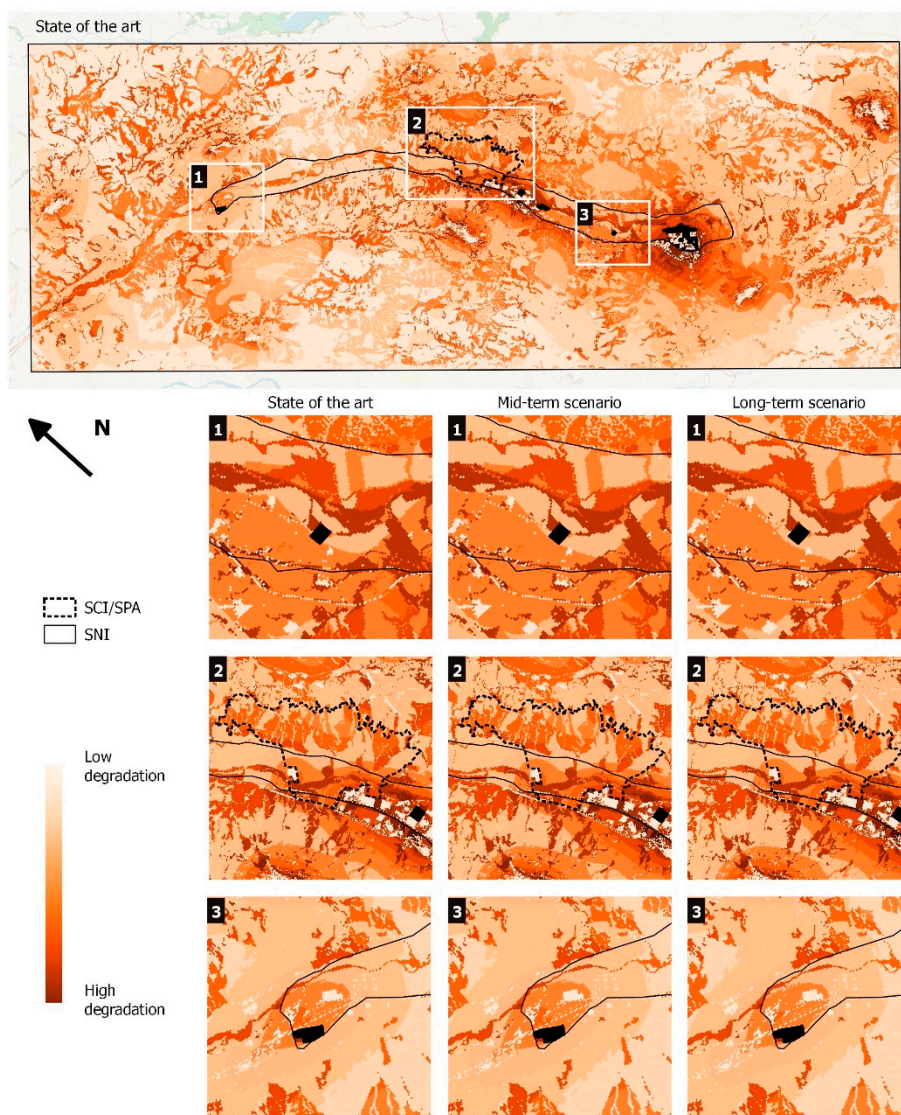 State of the art
1
2
3
State of the art
Mid-term scenario
Long-term scenario
N
1
1
1
SCI/SPA
SNI
2
2
2
Low
degradation
3
3
3
High
degradation